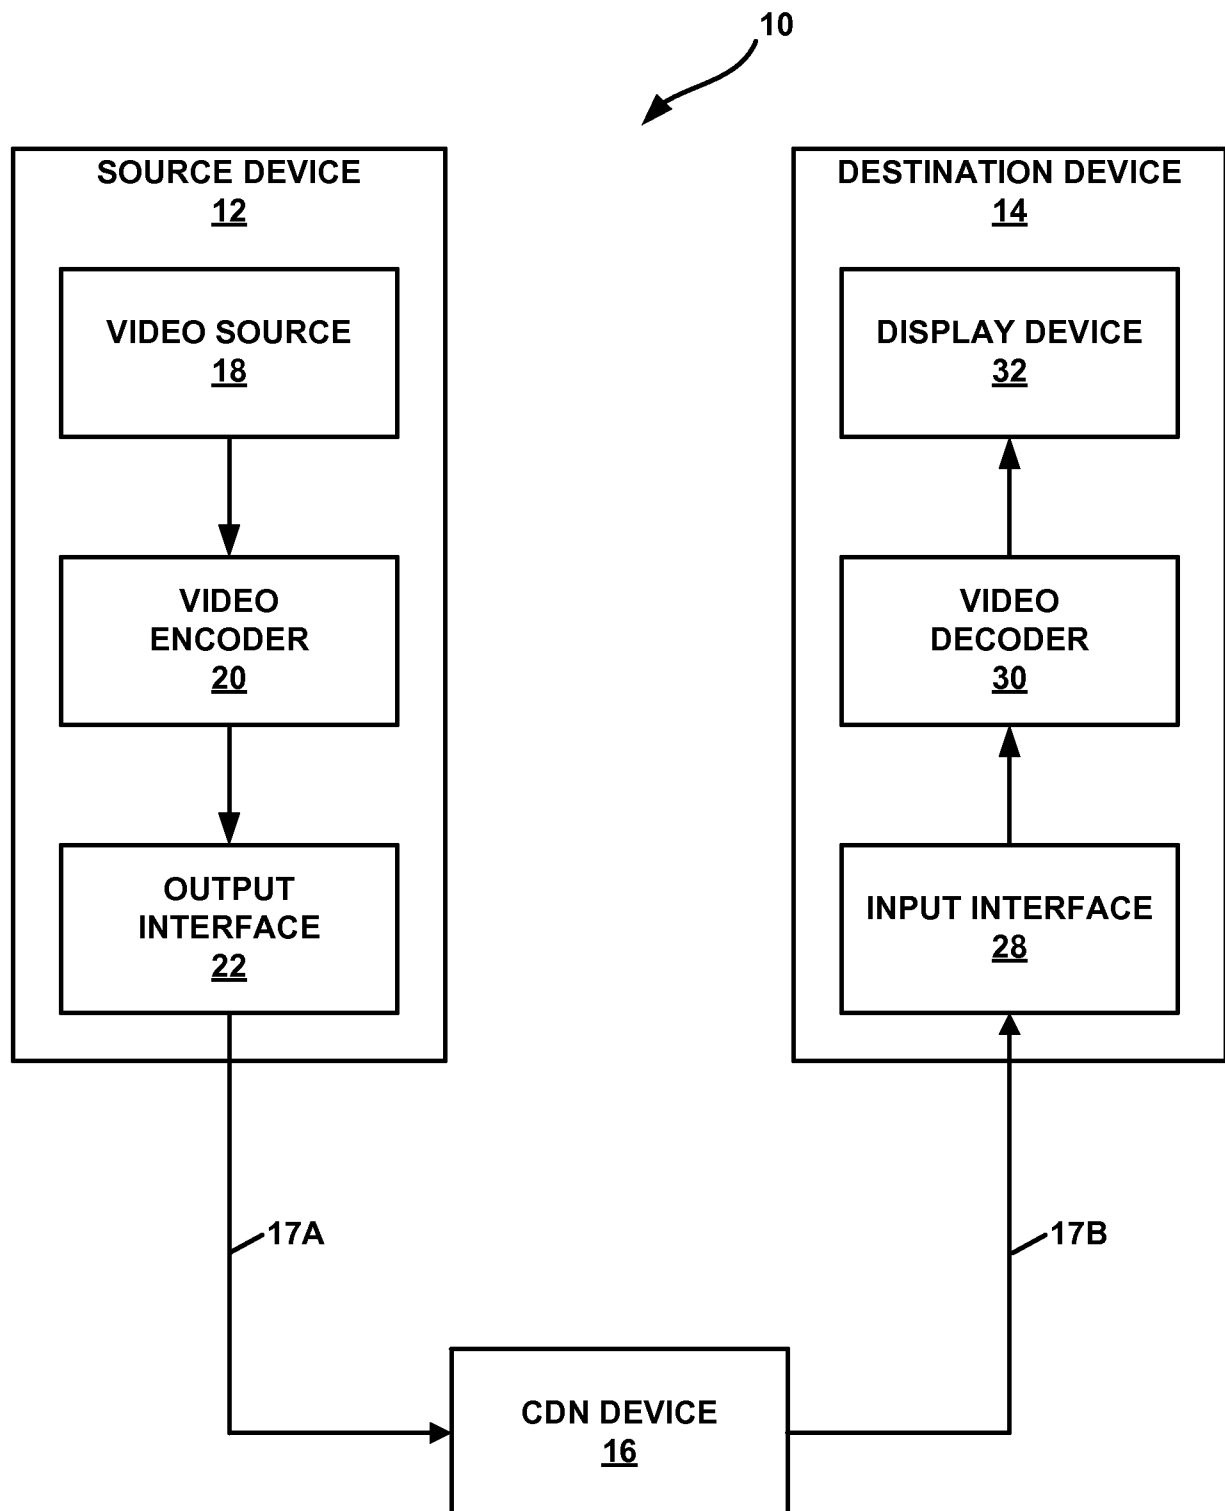 10
SOURCE DEVICE
12
VIDEO SOURCE
18
VIDEO
ENCODER
20
OUTPUT
INTERFACE
22
DESTINATION DEVICE
14
DISPLAY DEVICE
32
VIDEO
DECODER
30
INPUT INTERFACE
28
17A
17B
CDN DEVICE
16